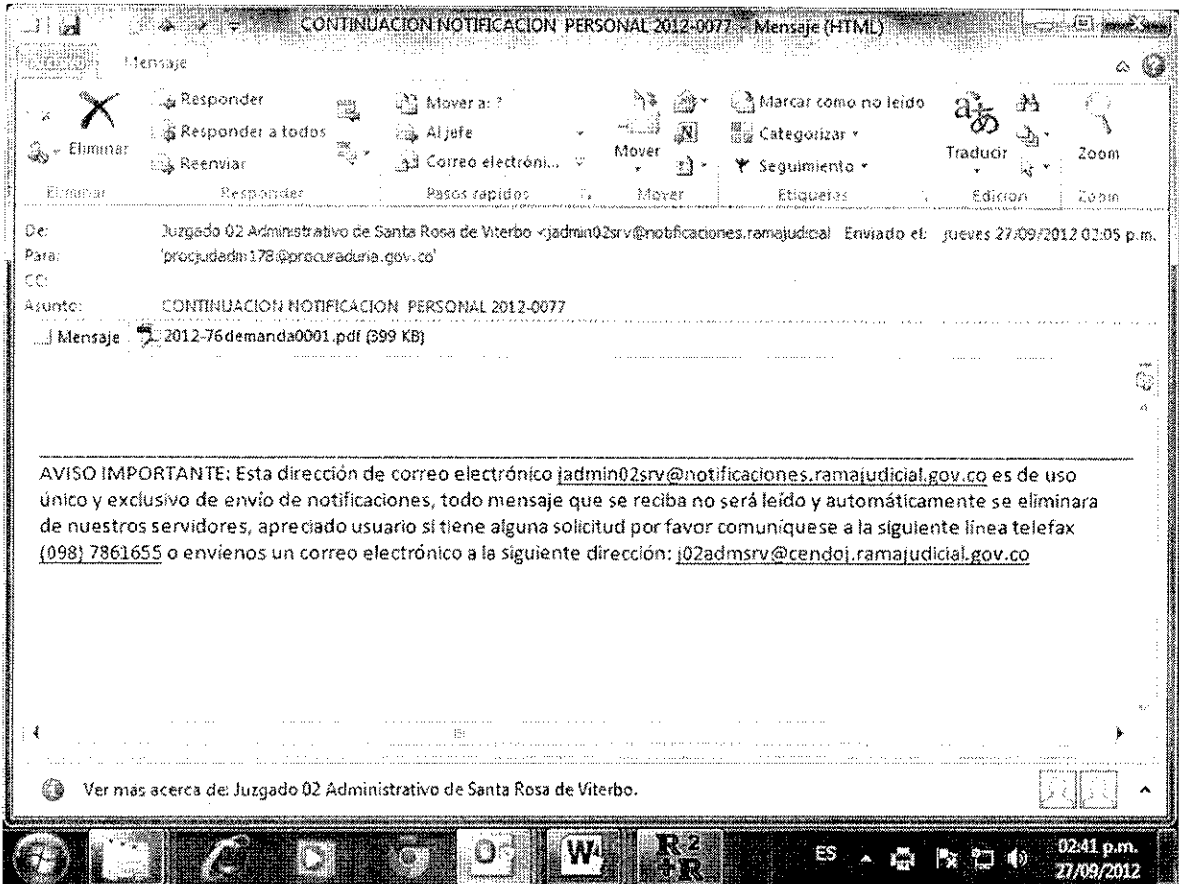 CONTINUACION NOTIFICACION PERSONAL 2012-0077 - Mensaje (HTML)
Mensaje
Eliminar
Responder
Responder a todos
Reenviar
Mover a: ?
Al jefe
Correo electróni...
Mover
Marcar como no leído
Categorizar
Seguimiento
Traducir
Zoom
Eliminar Responder Pasos rápidos Mover Etiquetas Edición Zoom
De: Juzgado 02 Administrativo de Santa Rosa de Viterbo <jadmin02srv@notificaciones.ramajudicial Enviado el: jueves 27/09/2012 02:05 p.m.
Para: 'procjudadm178@procuraduria.gov.co'
CC:
Asunto: CONTINUACION NOTIFICACION PERSONAL 2012-0077
Mensaje 2012-76demanda0001.pdf (399 KB)
AVISO IMPORTANTE: Esta dirección de correo electrónico jadmin02srv@notificaciones.ramajudicial.gov.co es de uso
único y exclusivo de envío de notificaciones, todo mensaje que se reciba no será leído y automáticamente se eliminara
de nuestros servidores, apreciado usuario si tiene alguna solicitud por favor comuníquese a la siguiente línea telefax
(098) 7861655 o envíenos un correo electrónico a la siguiente dirección: j02admsrv@cendoj.ramajudicial.gov.co
Ver más acerca de: Juzgado 02 Administrativo de Santa Rosa de Viterbo.
W
R 2
+R
ES
02:41 p.m.
27/09/2012